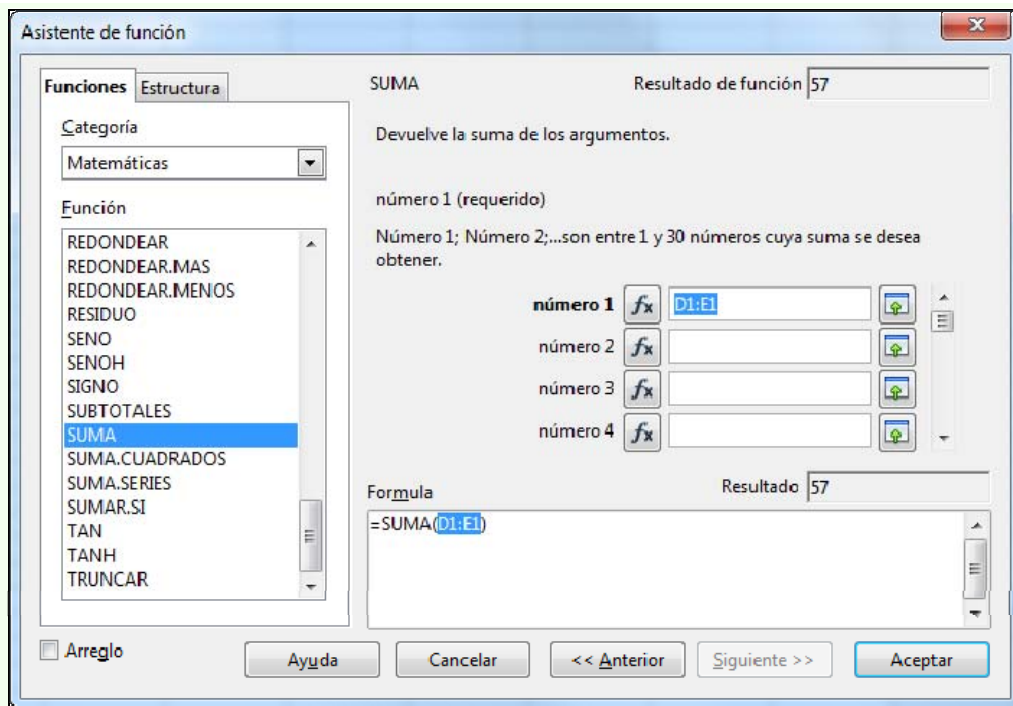 Asistente de función
Funciones Estructura
Categoría
Matemáticas
Función
REDONDEAR
REDONDEAR.MAS
REDONDEAR.MENOS
RESIDUO
SENO
SENOH
SIGNO
SUBTOTALES
SUMA
SUMA.CUADRADOS
SUMA.SERIES
SUMAR.SI
TAN
TANH
TRUNCAR
SUMA Resultado de función 57
Devuelve la suma de los argumentos.
número 1 (requerido)
Número 1; Número 2;...son entre 1 y 30 números cuya suma se desea
obtener.
número 1 fx D1:E1
número 2 fx
número 3 fx
número 4 fx
Formula Resultado 57
=SUMA(D1:E1)
Arreglo Ayuda Cancelar << Anterior Siguiente >> Aceptar